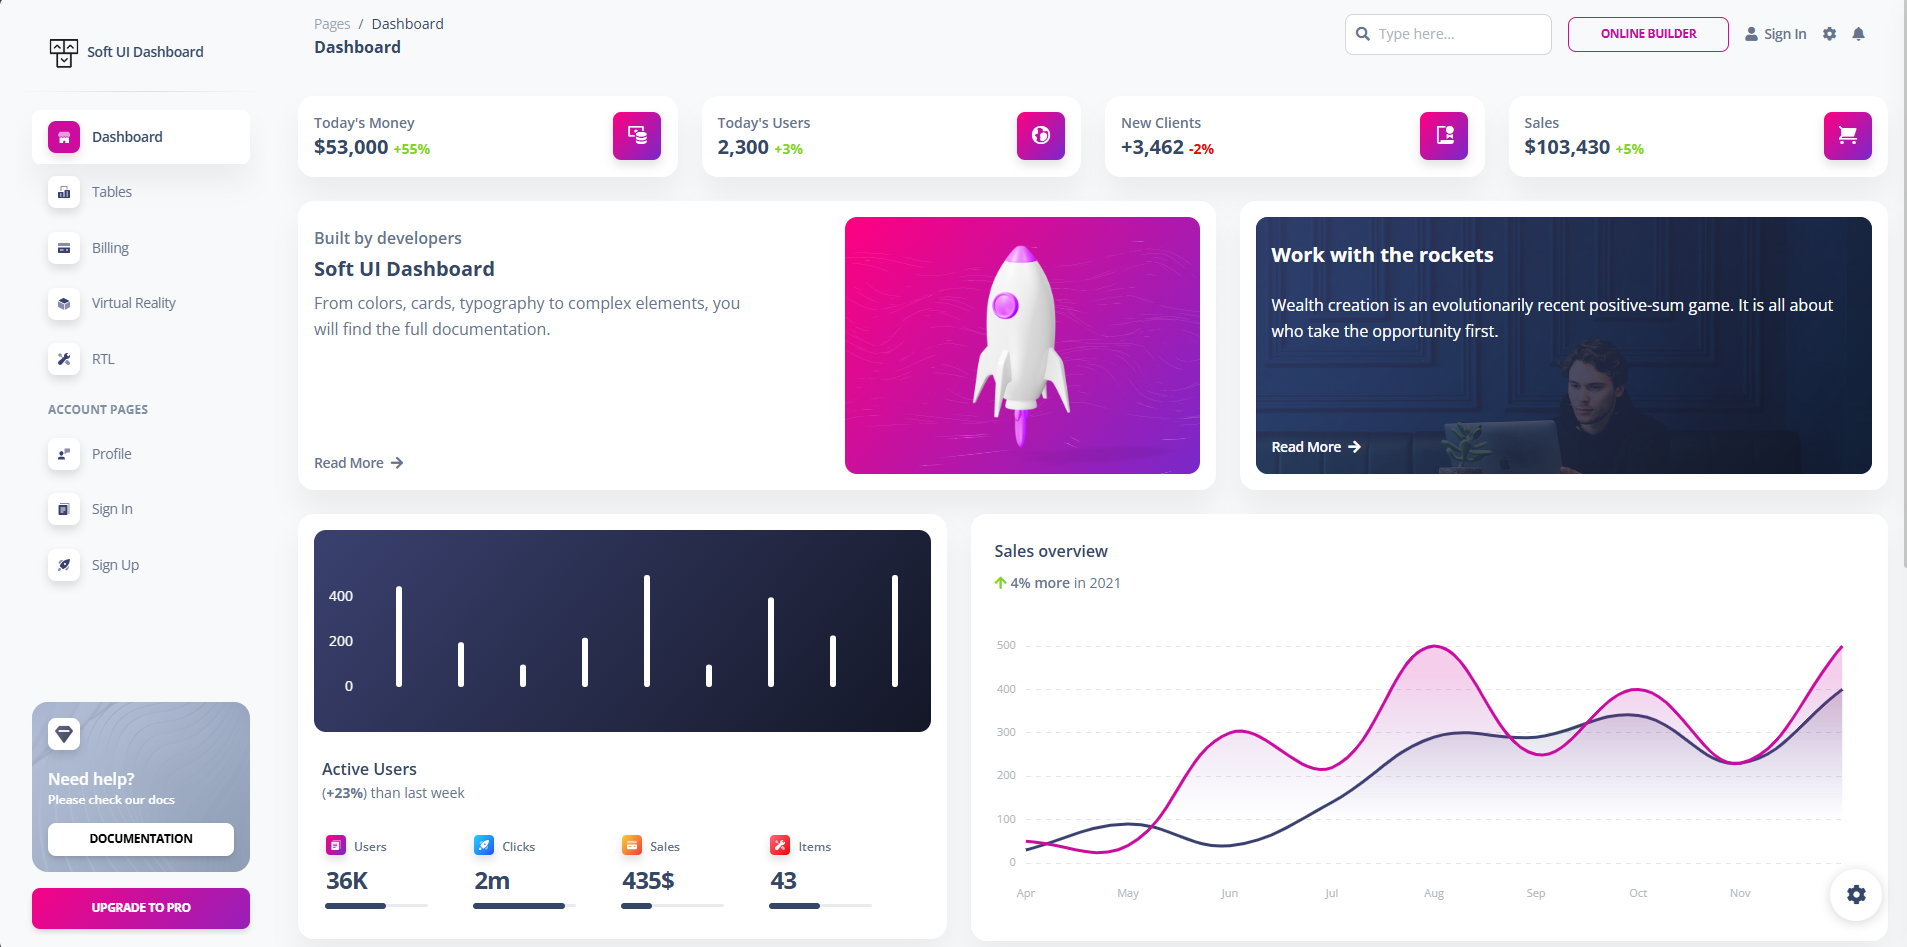 Soft UI Dashboard
Dashboard
Tables
Billing
Virtual Reality
RTL
ACCOUNT PAGES
Profile
Sign In
Sign Up
Need help?
Please check our docs
DOCUMENTATION
UPGRADE TO PRO
Pages / Dashboard
Dashboard
Type here...
ONLINE BUILDER
Sign In
Today's Money
$53,000 +55%
Today's Users
2,300 +3%
New Clients
+3,462 -2%
Sales
$103,430 +5%
Built by developers
Soft UI Dashboard
From colors, cards, typography to complex elements, you
will find the full documentation.
Read More
Work with the rockets
Wealth creation is an evolutionarily recent positive-sum game. It is all about
who take the opportunity first.
Read More
400
200
0
Active Users
(+23%) than last week
Users
36K
Clicks
2m
Sales
435$
Items
43
Sales overview
4% more in 2021
500
400
300
200
100
0
Apr May Jun Jul Aug Sep Oct Nov